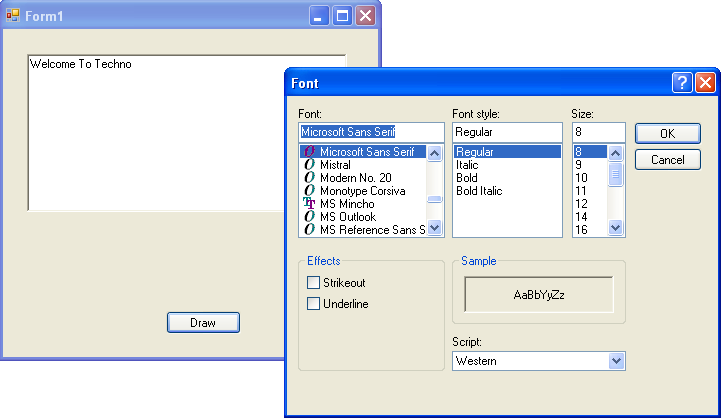 Form1
Welcome To Techno
Draw
Font
Font:
Microsoft Sans Serif
Microsoft Sans Serif
Mistral
Modern No. 20
Monotype Corsiva
MS Mincho
MS Outlook
MS Reference Sans S
Font style:
Regular
Regular
Italic
Bold
Bold Italic
Size:
8
8
9
10
11
12
14
16
OK
Cancel
Effects
Strikeout
Underline
Sample
AaBbYyZz
Script:
Western